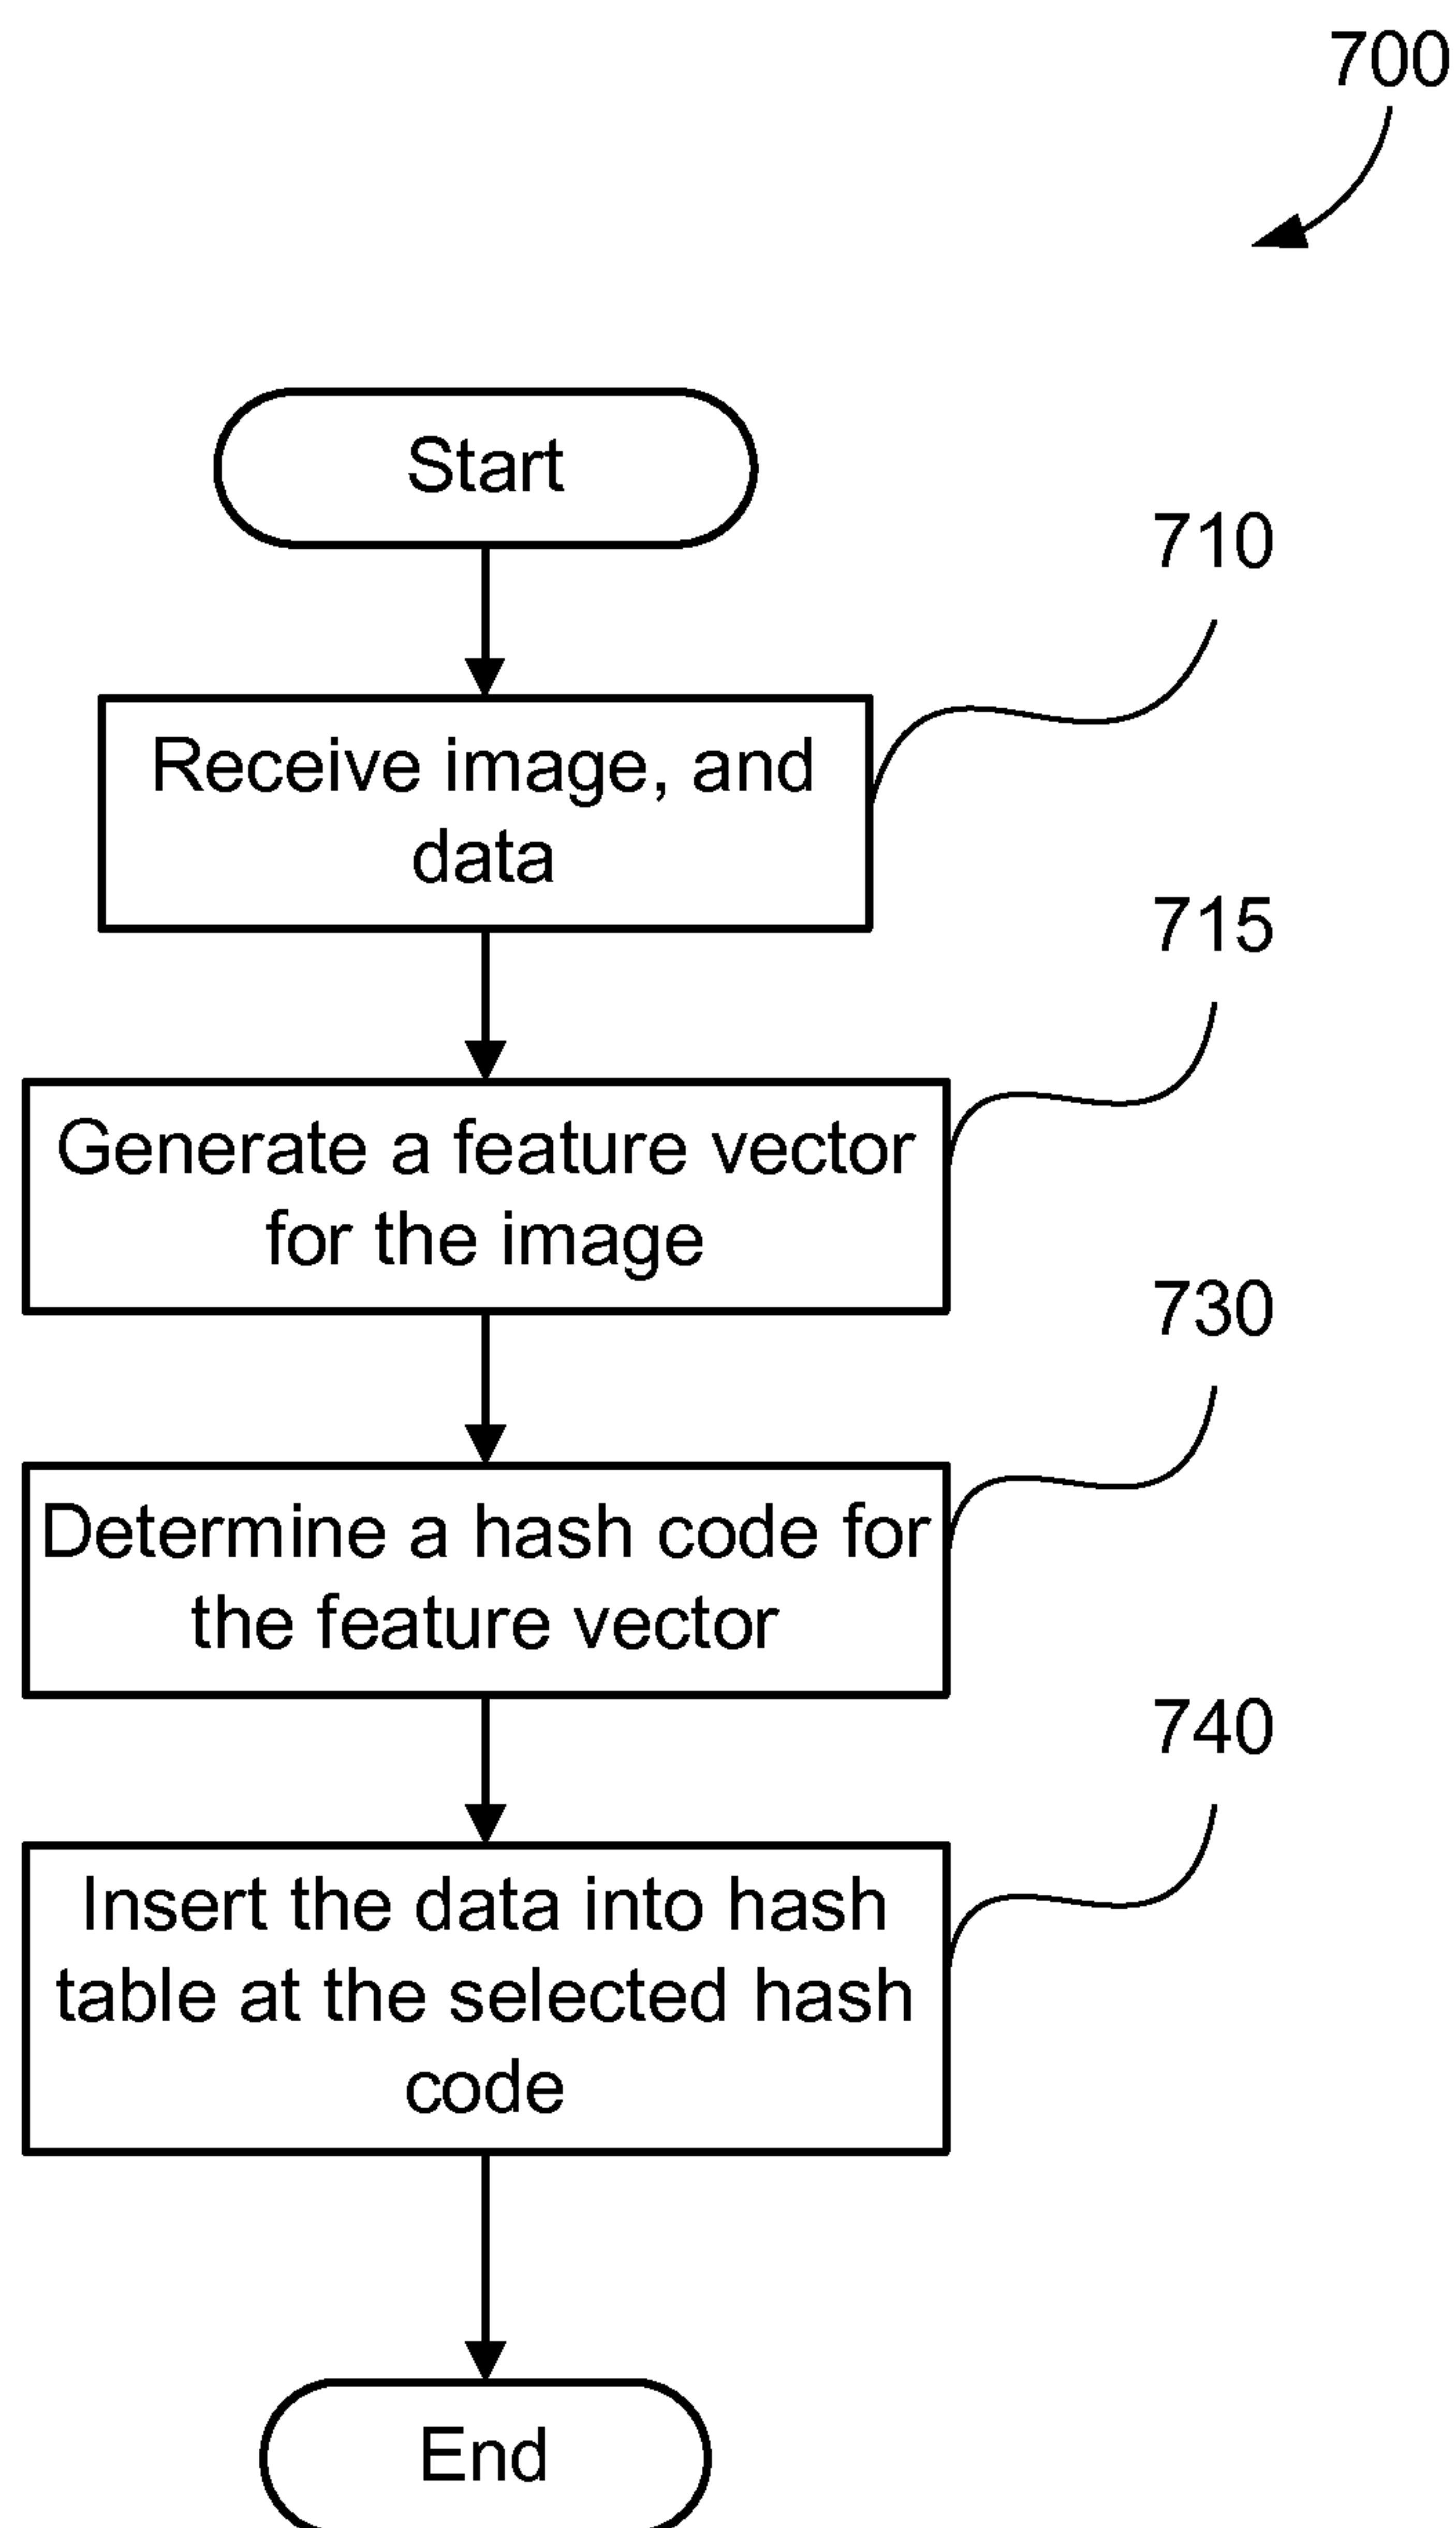 700
Start
710
Receive image, and
data
715
Generate a feature vector
for the image
730
Determine a hash code for
the feature vector
740
Insert the data into hash
table at the selected hash
code
End